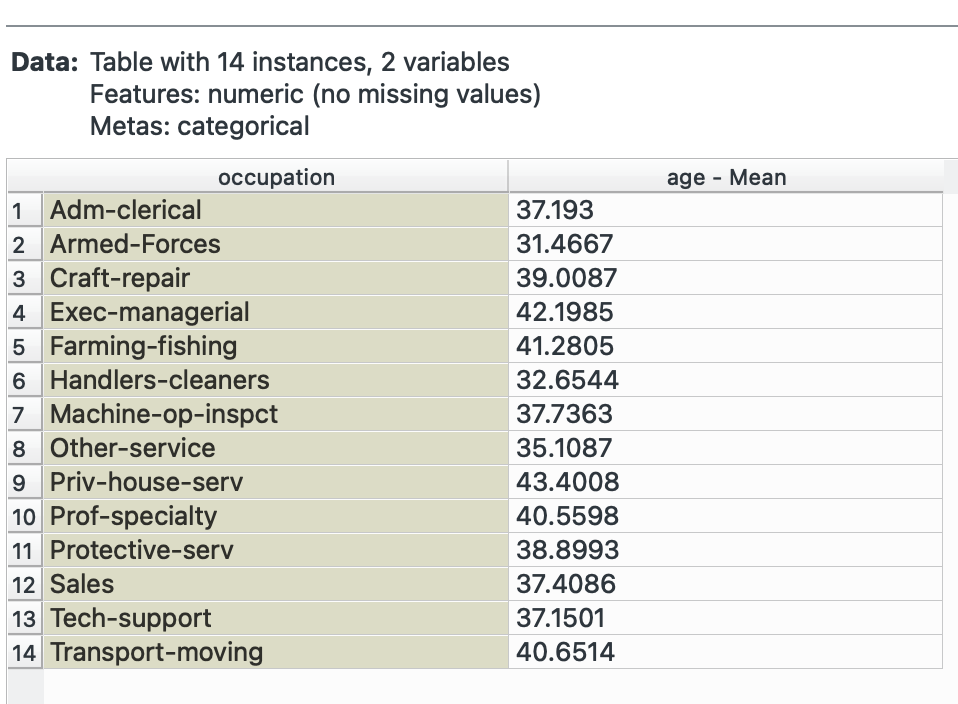 Data: Table with 14 instances, 2 variables
Features: numeric (no missing values)
Metas: categorical
occupation age - Mean
1 Adm-clerical 37.193
2 Armed-Forces 31.4667
3 Craft-repair 39.0087
4 Exec-managerial 42.1985
5 Farming-fishing 41.2805
6 Handlers-cleaners 32.6544
7 Machine-op-inspct 37.7363
8 Other-service 35.1087
9 Priv-house-serv 43.4008
10 Prof-specialty 40.5598
11 Protective-serv 38.8993
12 Sales 37.4086
13 Tech-support 37.1501
14 Transport-moving 40.6514